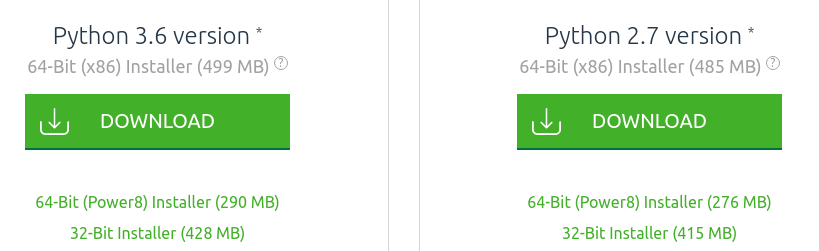 Python 3.6 version *
64-Bit (x86) Installer (499 MB) ?
DOWNLOAD
64-Bit (Power8) Installer (290 MB)
32-Bit Installer (428 MB)
Python 2.7 version *
64-Bit (x86) Installer (485 MB) ?
DOWNLOAD
64-Bit (Power8) Installer (276 MB)
32-Bit Installer (415 MB)